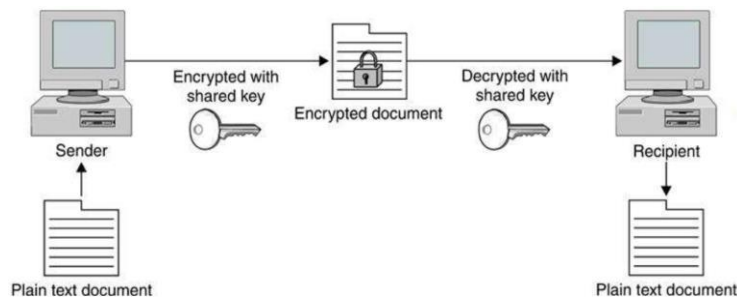 Encrypted with
shared key
Encrypted document
Decrypted with
shared key
Sender
Recipient
Plain text document
Plain text document